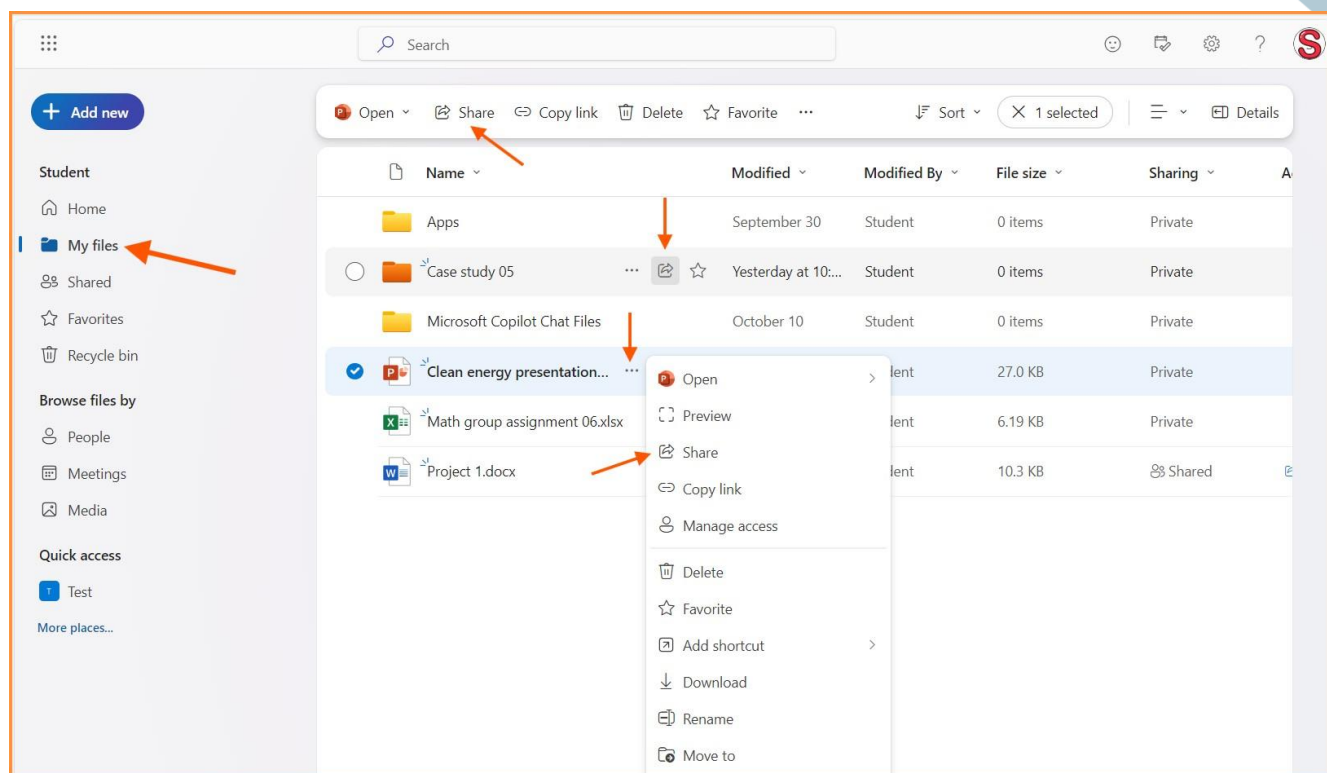 Search
S
Add new
Open Share Copy link Delete Favorite ... Sort 1 selected Details
Student
Home
My files
Shared
Favorites
Recycle bin
Browse files by
People
Meetings
Media
Quick access
T Test
More places...
Name Modified Modified By File size Sharing
Apps September 30 Student 0 items Private
Case study 05 ... Yesterday at 10:... Student 0 items Private
Microsoft Copilot Chat Files October 10 Student 0 items Private
Clean energy presentation... ... dent 27.0 KB Private
Math group assignment 06.xlsx dent 6.19 KB Private
Project 1.docx dent 10.3 KB Shared
Open
Preview
Share
Copy link
Manage access
Delete
Favorite
Add shortcut
Download
Rename
Move to